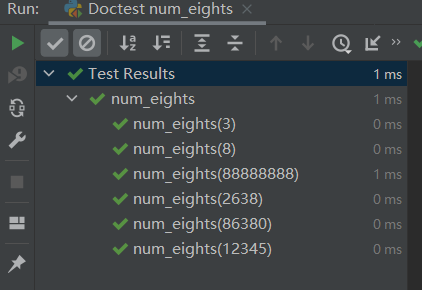 Run: Doctest num_eights
Test Results 1 ms
num_eights 1 ms
num_eights(3) 0 ms
num_eights(8) 0 ms
num_eights(88888888) 1 ms
num_eights(2638) 0 ms
num_eights(86380) 0 ms
num_eights(12345) 0 ms